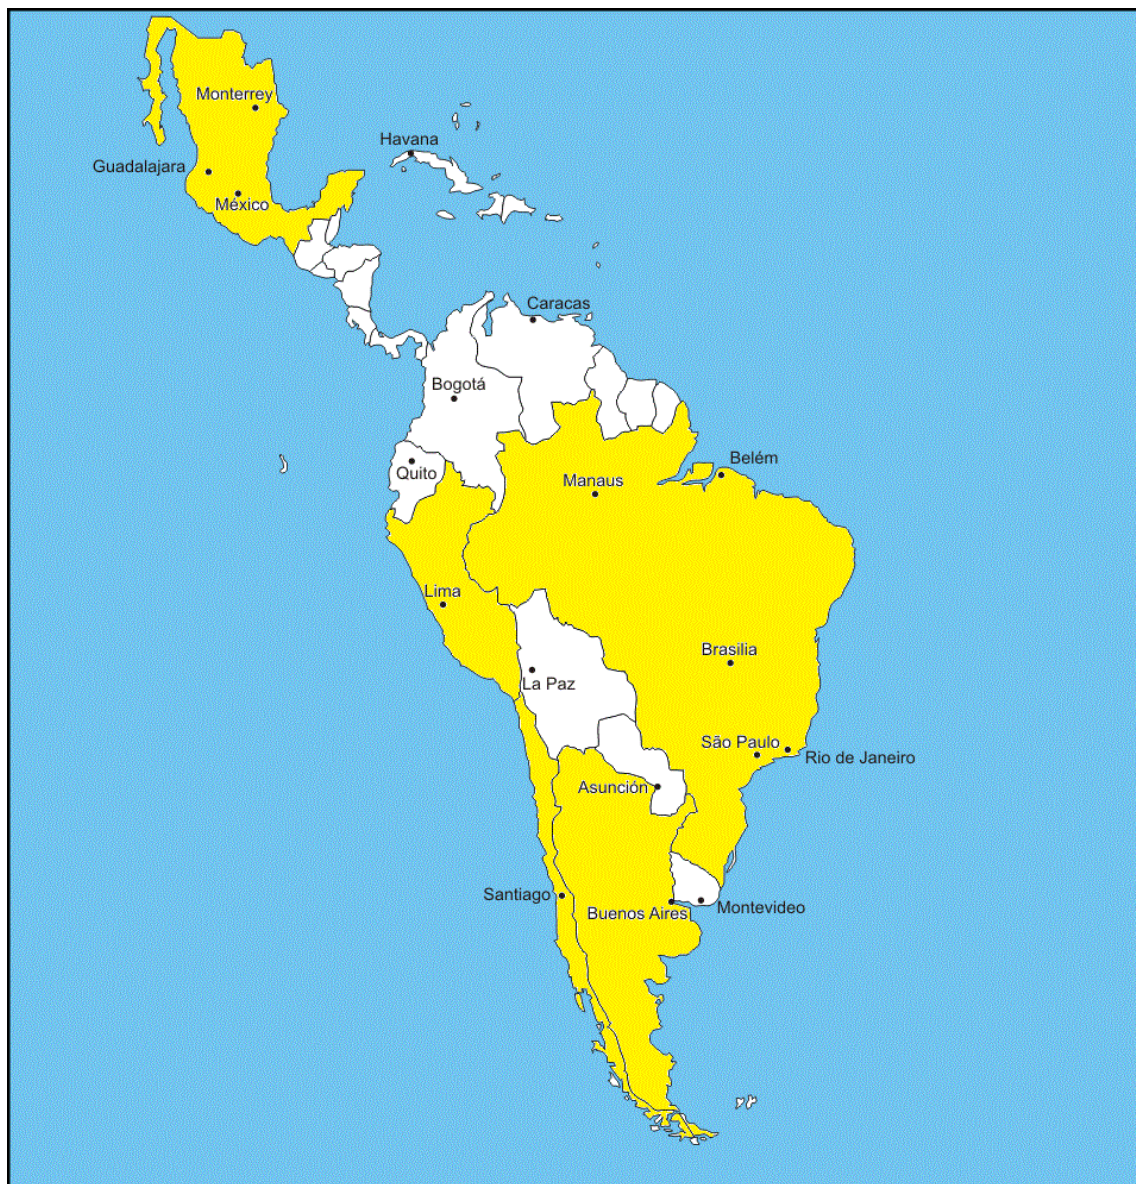 Monterrey
Havana
Guadalajara
México
Caracas
Bogotá
Belém
Quito
Manaus
Lima
Brasilia
La Paz
São Paulo
Rio de Janeiro
Asunción
Santiago
Buenos Aires
Montevideo